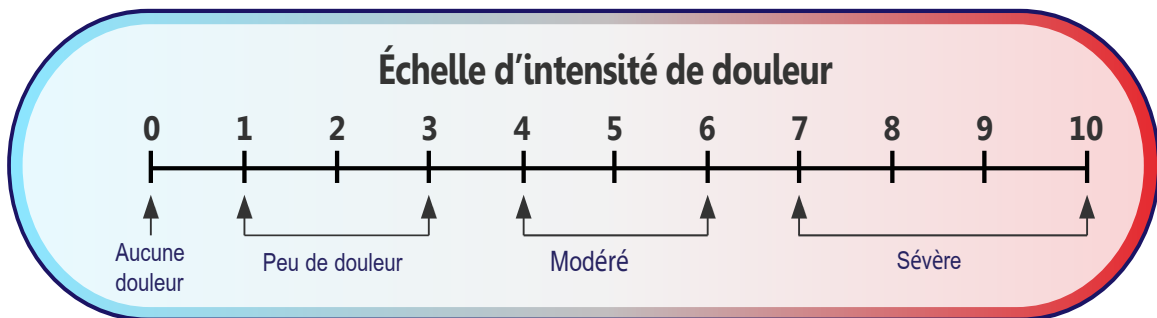 Échelle d’intensité de douleur
0 1 2 3 4 5 6 7 8 9 10
Aucune
douleur
Peu de douleur
Modéré
Sévère